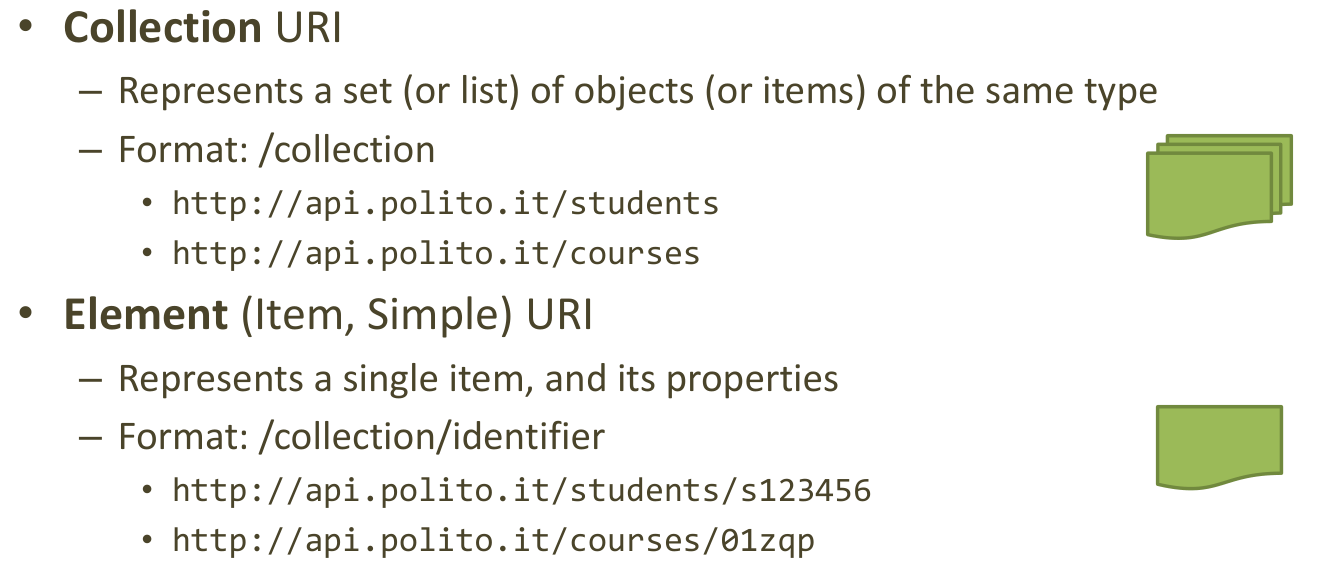 • Collection URI
– Represents a set (or list) of objects (or items) of the same type
– Format: /collection
• http://api.polito.it/students
• http://api.polito.it/courses
• Element (Item, Simple) URI
– Represents a single item, and its properties
– Format: /collection/identifier
• http://api.polito.it/students/s123456
• http://api.polito.it/courses/01zqp